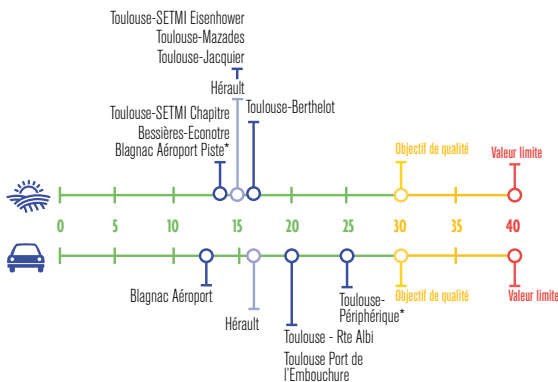 Toulouse-SETMI Eisenhower
Toulouse-Mazades
Toulouse-Jacquier
Hérault
Toulouse-SETMI Chapitre
Toulouse-Berthelot
Bessières-Econotre
Blagnac Aéroport Piste*
Objectif de qualité
Valeur limite
0 5 10 15 20 25 30 35 40
Blagnac Aéroport
Hérault
Toulouse - Rte Albi
Toulouse Port de
l'Embouchure
Toulouse-
Périphérique*
Objectif de qualité
Valeur limite